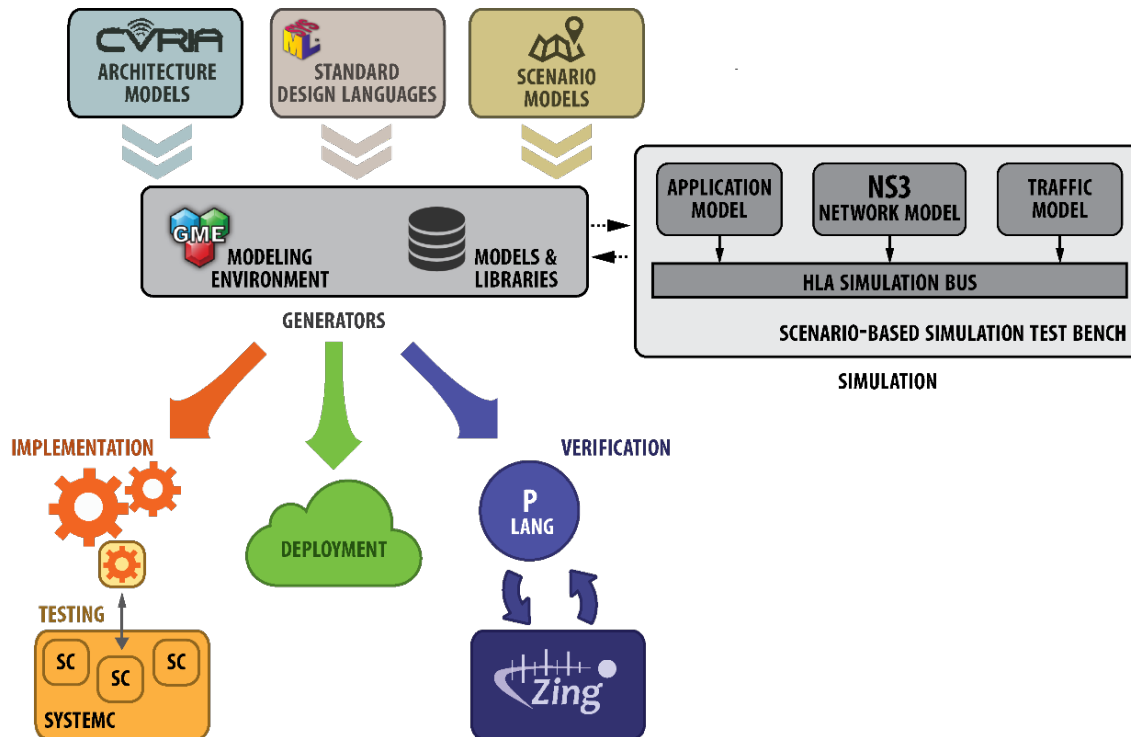 CVRIA
ARCHITECTURE
MODELS
ML
STANDARD
DESIGN LANGUAGES
SCENARIO
MODELS
APPLICATION
MODEL
NS3
NETWORK MODEL
TRAFFIC
MODEL
HLA SIMULATION BUS
SCENARIO-BASED SIMULATION TEST BENCH
SIMULATION
GME
MODELING
ENVIRONMENT
MODELS &
LIBRARIES
GENERATORS
IMPLEMENTATION
VERIFICATION
P
LANG
DEPLOYMENT
TESTING
SC
SC
SC
SYSTEMC
Zing